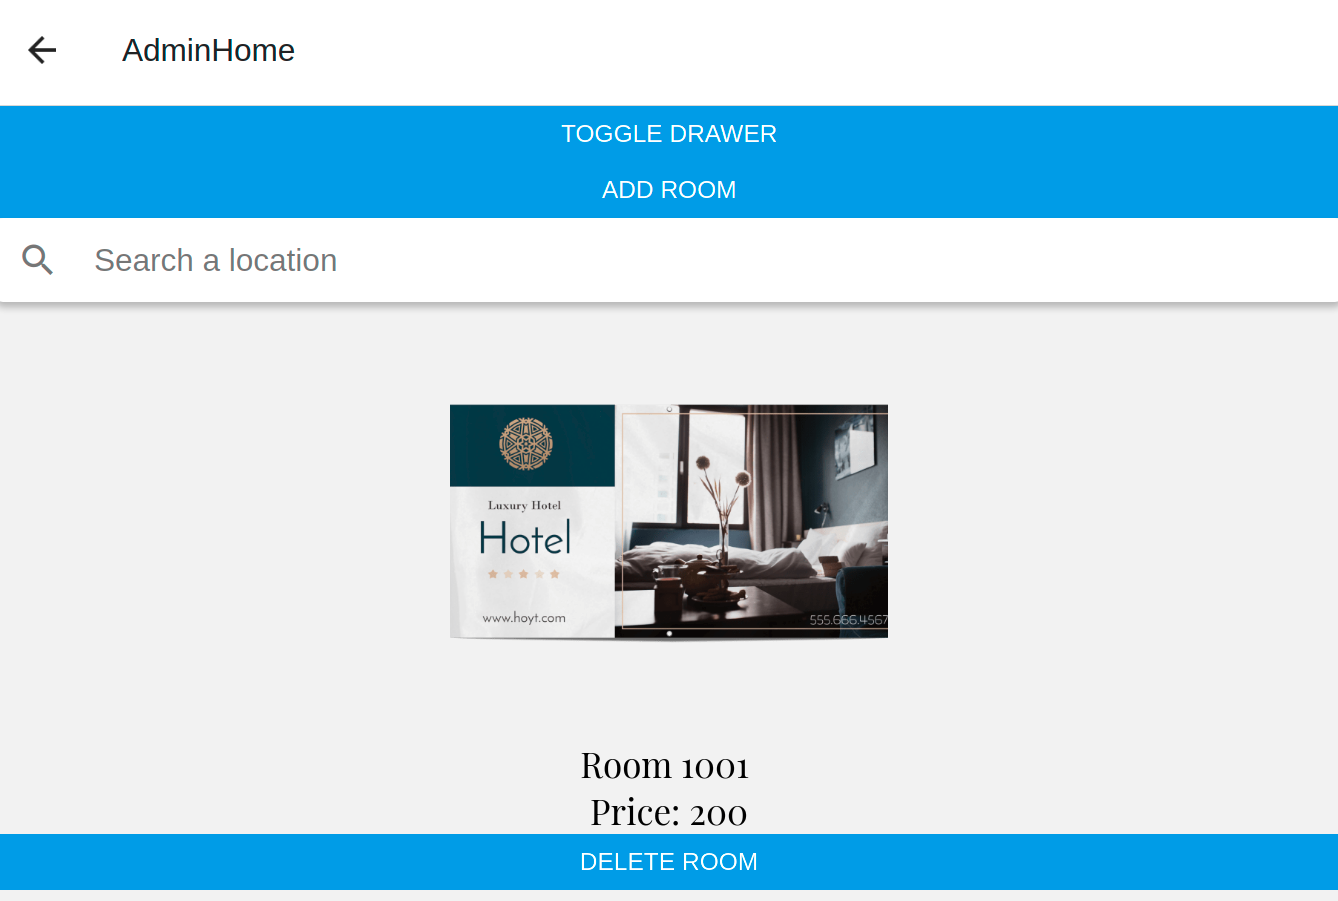 AdminHome
TOGGLE DRAWER
ADD ROOM
Search a location
Luxury Hotel
Hotel
www.hoyt.com
555.666.4567
Room 1001
Price: 200
DELETE ROOM